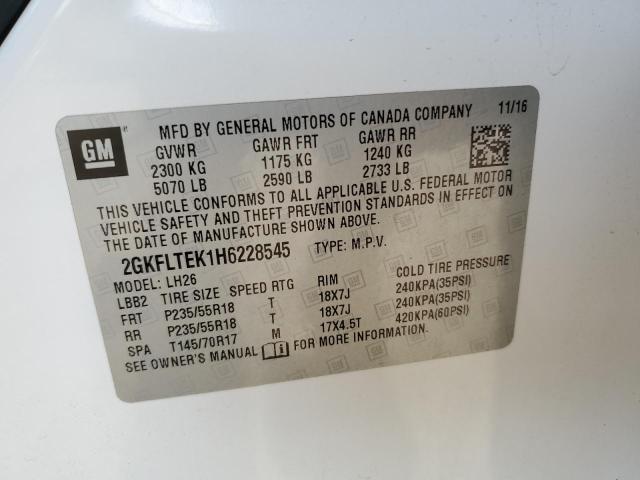 GM
MFD BY GENERAL MOTORS OF CANADA COMPANY 11/16
GVWR GAWR FRT GAWR RR
2300 KG 1175 KG 1240 KG
5070 LB 2590 LB 2733 LB
THIS VEHICLE CONFORMS TO ALL APPLICABLE U.S. FEDERAL MOTOR
VEHICLE SAFETY AND THEFT PREVENTION STANDARDS IN EFFECT ON
THE DATE OF MANUFACTURE SHOWN ABOVE.
2GKFLTEK1H6228545 TYPE: M.P.V.
MODEL: LH26
LBB2 TIRE SIZE SPEED RTG RIM COLD TIRE PRESSURE
FRT P235/55R18 T 18X7J 240KPA(35PSI)
RR P235/55R18 T 18X7J 240KPA(35PSI)
SPA T145/70R17 M 17X4.5T 420KPA(60PSI)
SEE OWNER'S MANUAL